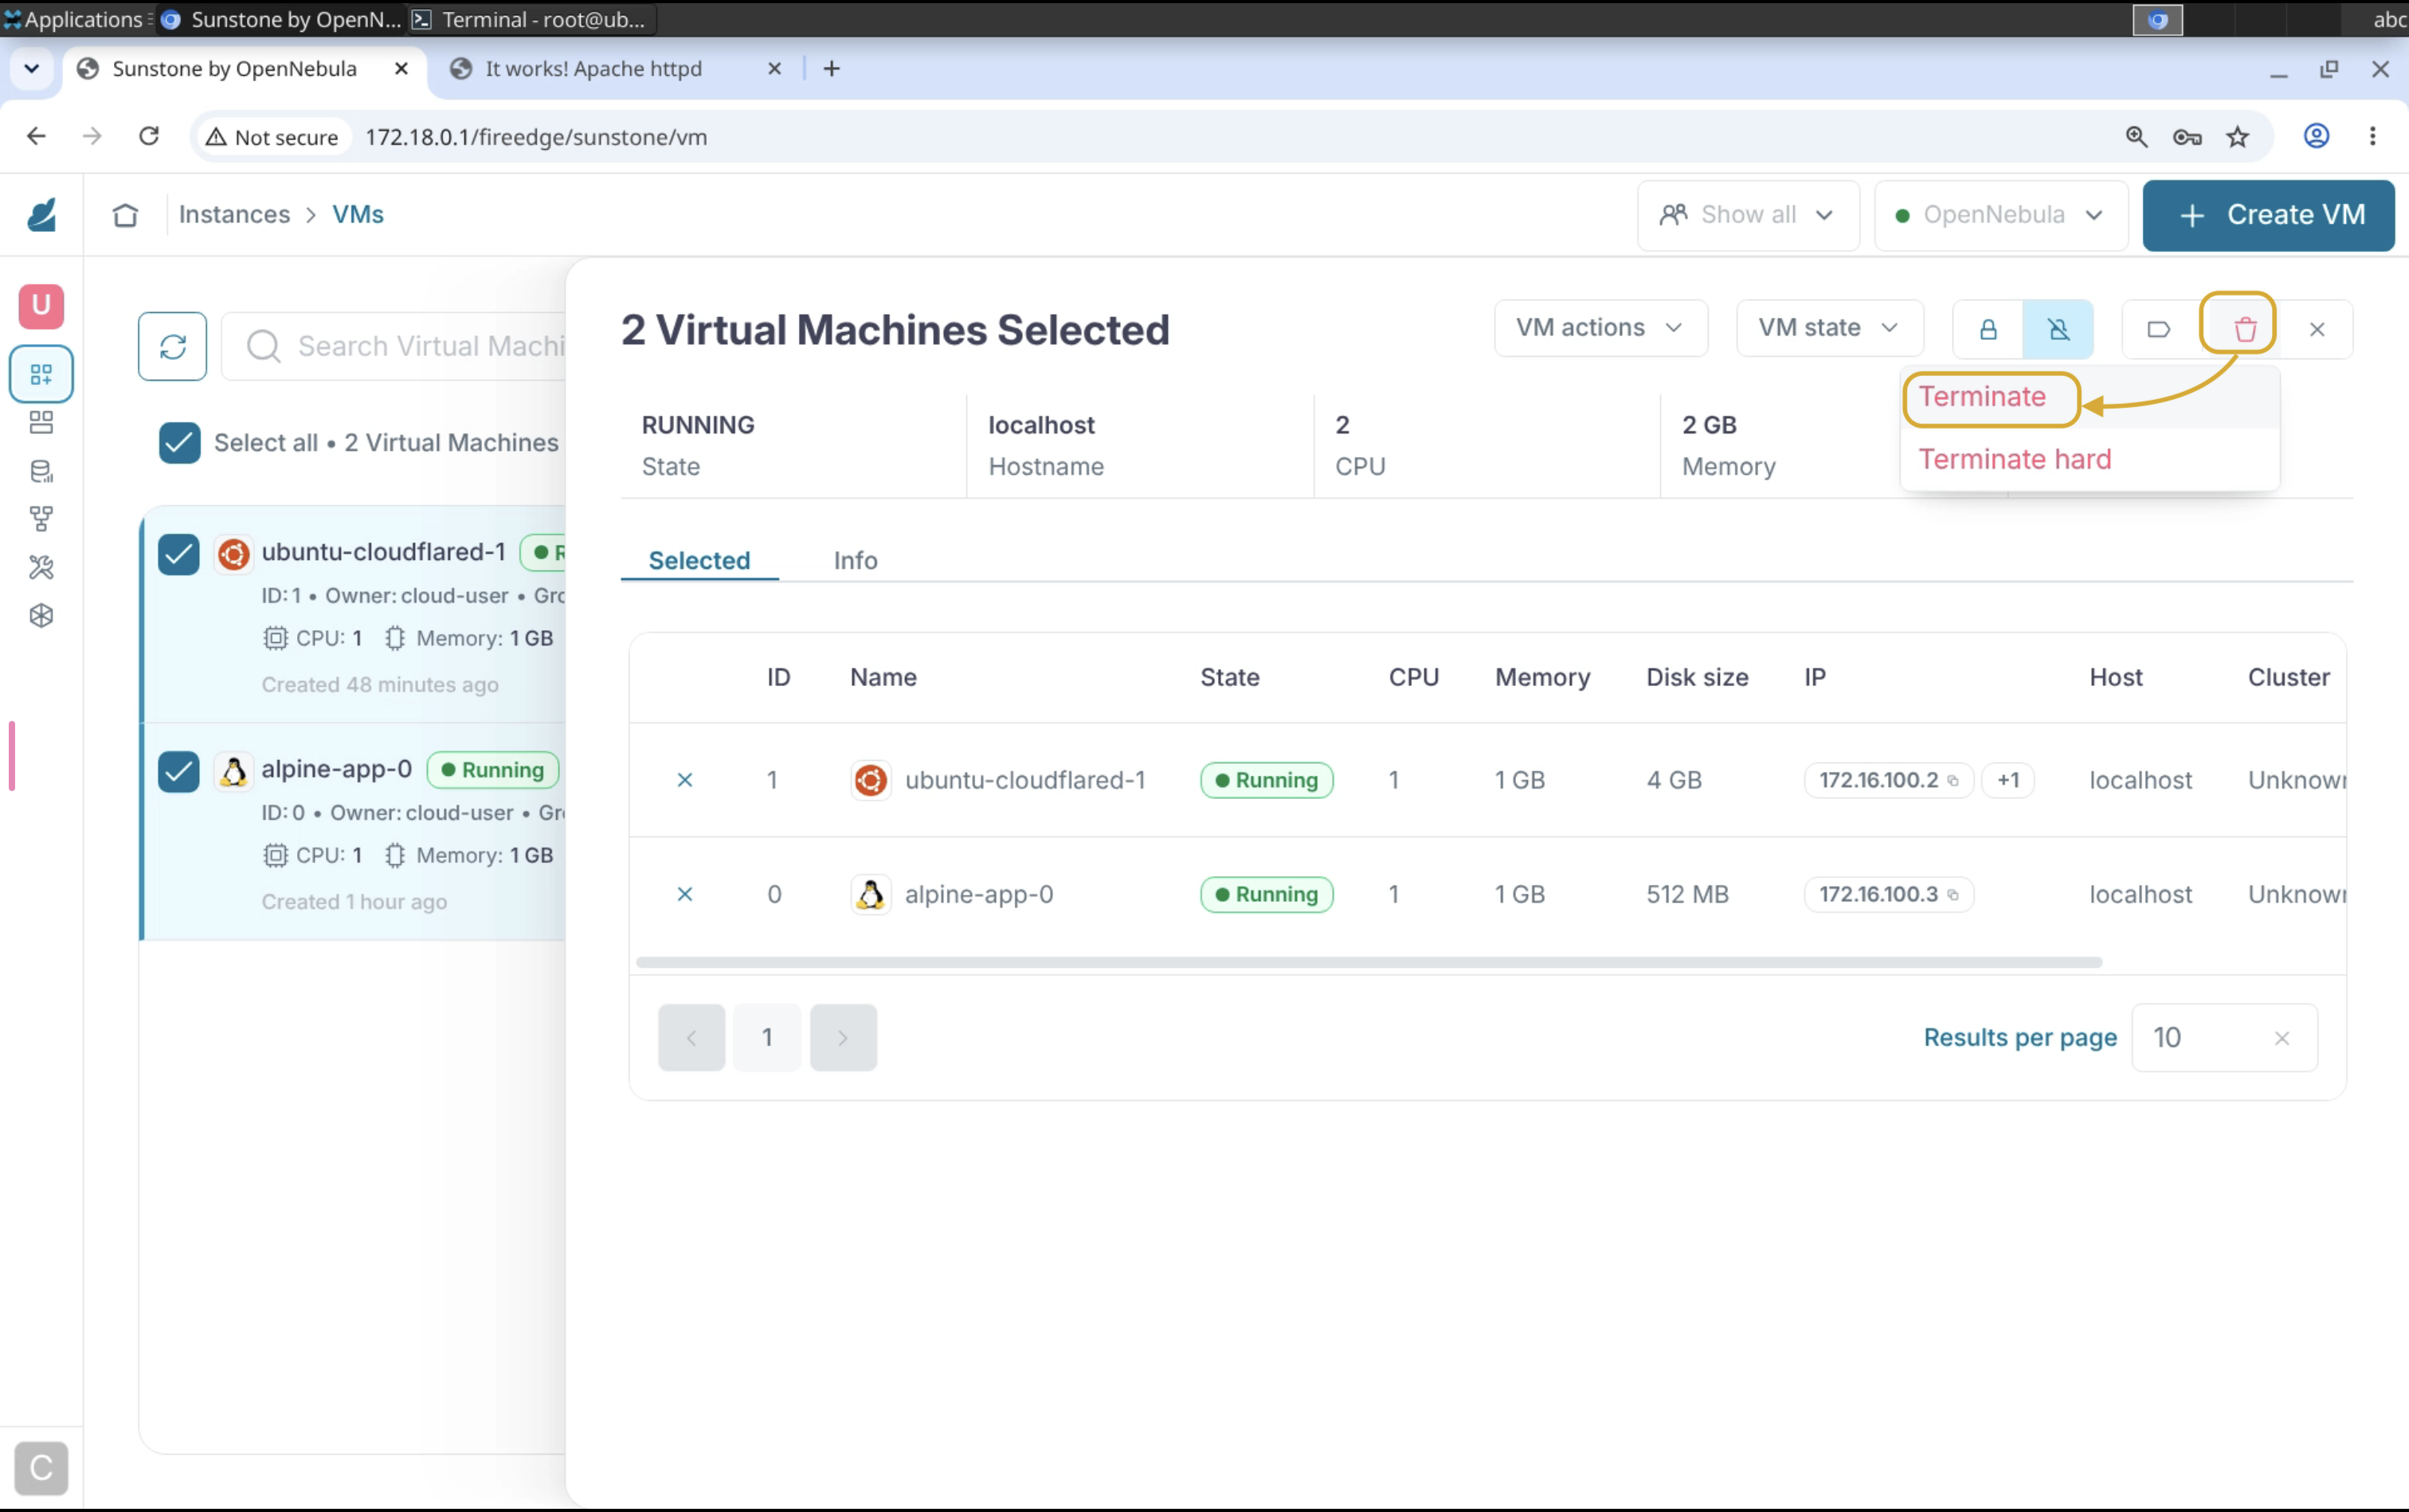 Applications Sunstone by OpenN... Terminal - root@ub... abc
Sunstone by OpenNebula It works! Apache httpd
Not secure 172.18.0.1/fireedge/sunstone/vm
Instances > VMs Show all OpenNebula + Create VM
U
Search Virtual Machi
2 Virtual Machines Selected VM actions VM state
Terminate
Terminate hard
RUNNING localhost 2 2 GB
State Hostname CPU Memory
Select all • 2 Virtual Machines
Selected Info
ubuntu-cloudflared-1 R
ID: 1 • Owner: cloud-user • Gro
CPU: 1 Memory: 1 GB
Created 48 minutes ago
alpine-app-0 Running
ID: 0 • Owner: cloud-user • Gr
CPU: 1 Memory: 1 GB
Created 1 hour ago
ID Name State CPU Memory Disk size IP Host Cluster
1 ubuntu-cloudflared-1 Running 1 1 GB 4 GB 172.16.100.2 +1 localhost Unknown
0 alpine-app-0 Running 1 1 GB 512 MB 172.16.100.3 localhost Unknown
1 Results per page 10
C